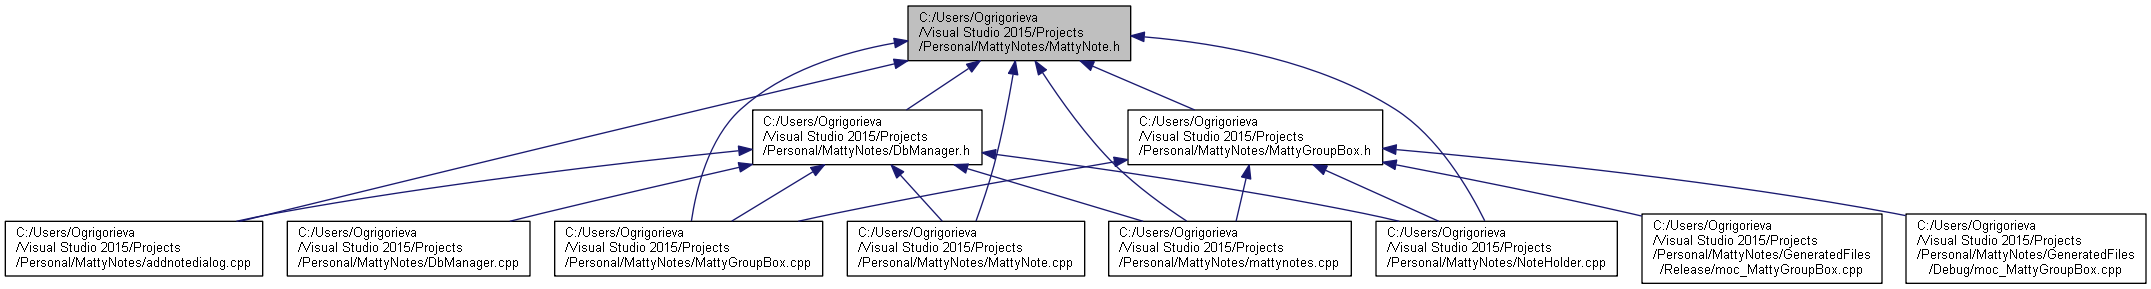 C:/Users/Ogrigorieva
/Visual Studio 2015/Projects
/Personal/MattyNotes/MattyNote.h
C:/Users/Ogrigorieva
/Visual Studio 2015/Projects
/Personal/MattyNotes/DbManager.h
C:/Users/Ogrigorieva
/Visual Studio 2015/Projects
/Personal/MattyNotes/MattyGroupBox.h
C:/Users/Ogrigorieva
/Visual Studio 2015/Projects
/Personal/MattyNotes/addnotedialog.cpp
C:/Users/Ogrigorieva
/Visual Studio 2015/Projects
/Personal/MattyNotes/DbManager.cpp
C:/Users/Ogrigorieva
/Visual Studio 2015/Projects
/Personal/MattyNotes/MattyGroupBox.cpp
C:/Users/Ogrigorieva
/Visual Studio 2015/Projects
/Personal/MattyNotes/MattyNote.cpp
C:/Users/Ogrigorieva
/Visual Studio 2015/Projects
/Personal/MattyNotes/mattynotes.cpp
C:/Users/Ogrigorieva
/Visual Studio 2015/Projects
/Personal/MattyNotes/NoteHolder.cpp
C:/Users/Ogrigorieva
/Visual Studio 2015/Projects
/Personal/MattyNotes/GeneratedFiles
/Release/moc_MattyGroupBox.cpp
C:/Users/Ogrigorieva
/Visual Studio 2015/Projects
/Personal/MattyNotes/GeneratedFiles
/Debug/moc_MattyGroupBox.cpp